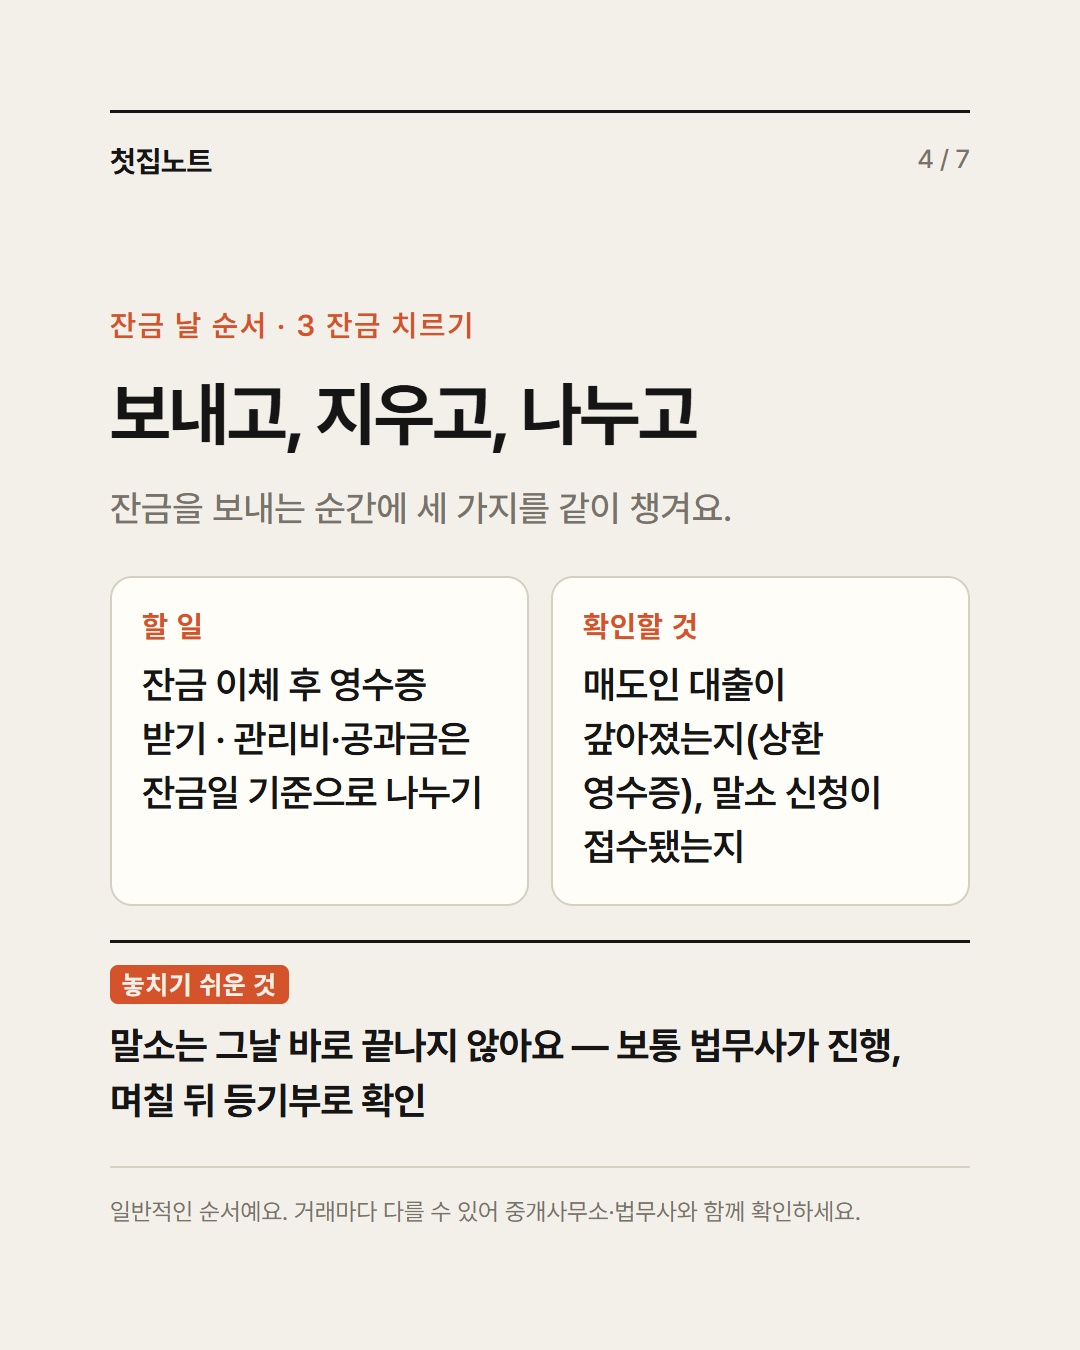 첫집노트
4 / 7
잔금 날 순서 · 3 잔금 치르기
보내고, 지우고, 나누고
잔금을 보내는 순간에 세 가지를 같이 챙겨요.
할 일
잔금 이체 후 영수증
받기 · 관리비·공과금은
잔금일 기준으로 나누기
확인할 것
매도인 대출이
갚아졌는지(상환
영수증), 말소 신청이
접수됐는지
놓치기 쉬운 것
말소는 그날 바로 끝나지 않아요 — 보통 법무사가 진행,
며칠 뒤 등기부로 확인
일반적인 순서예요. 거래마다 다를 수 있어 중개사무소·법무사와 함께 확인하세요.